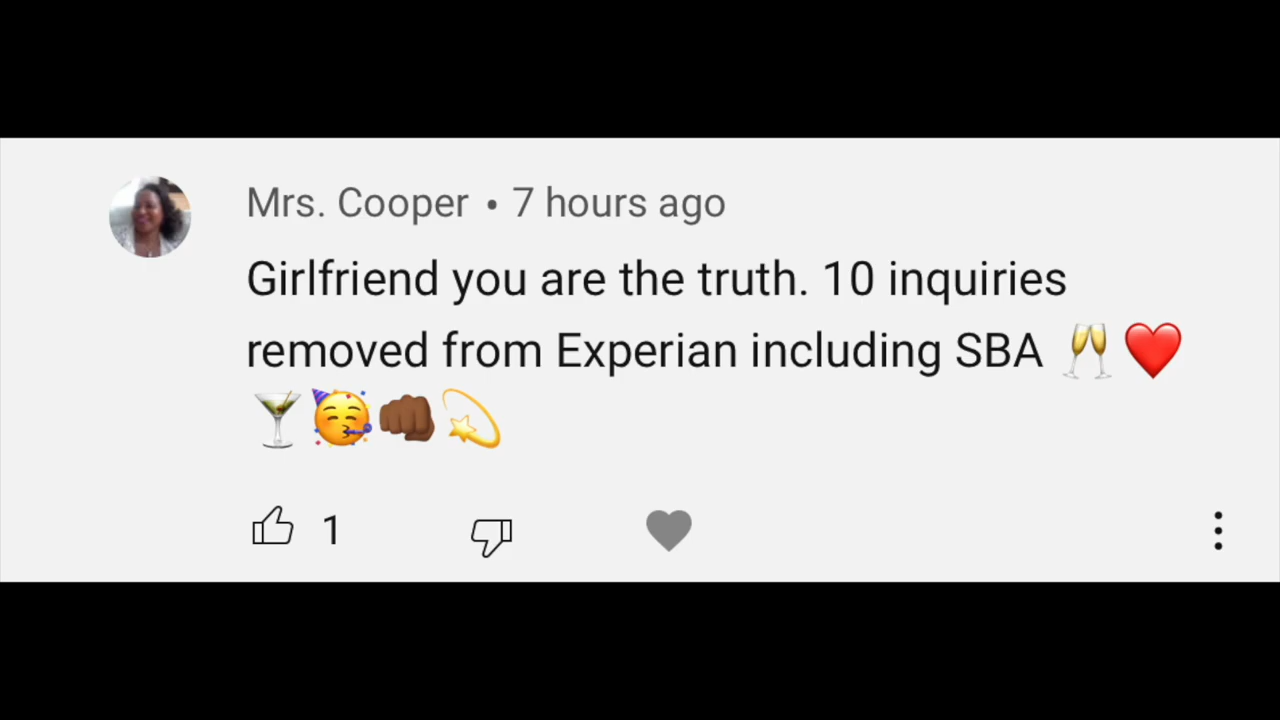 Mrs. Cooper • 7 hours ago
Girlfriend you are the truth. 10 inquiries
removed from Experian including SBA 🥂❤️
🍸🥳👊🏾💫
1